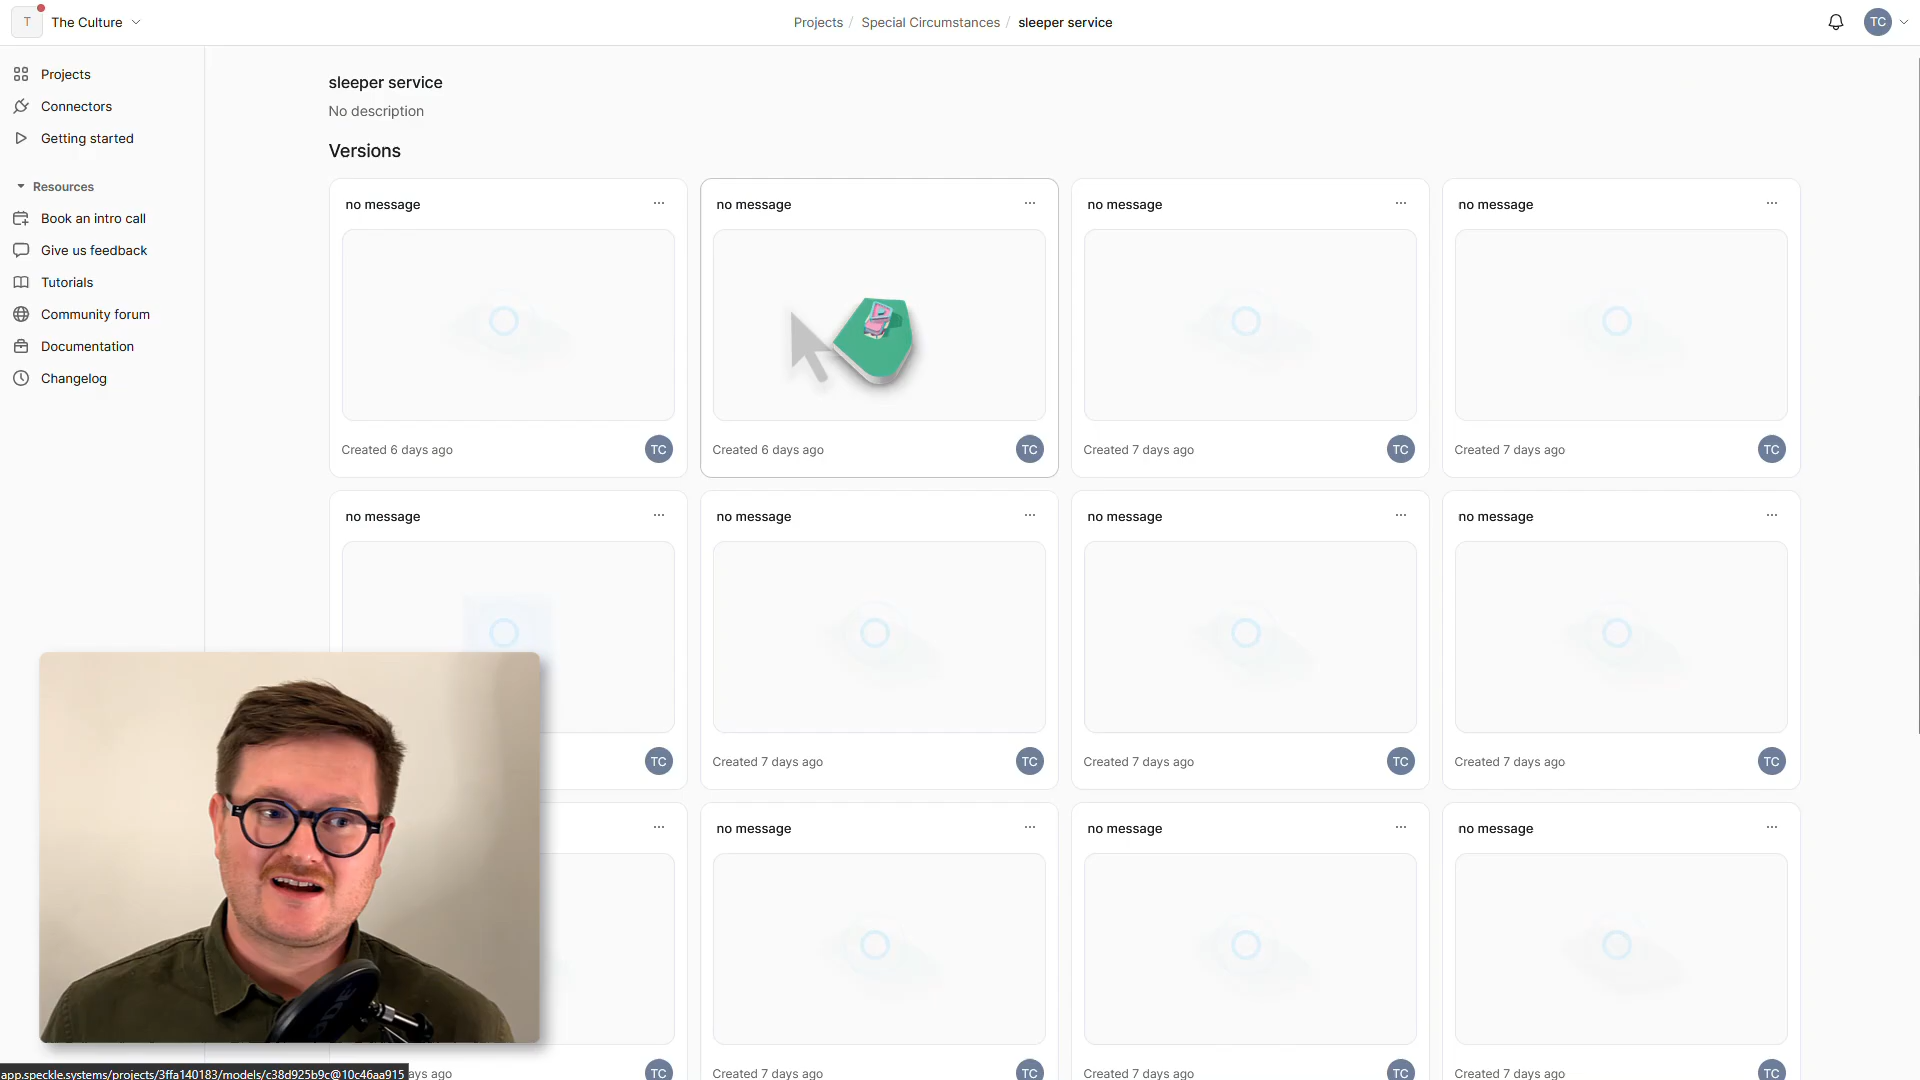 T The Culture
Projects / Special Circumstances / sleeper service
TC
Projects
Connectors
Getting started
Resources
Book an intro call
Give us feedback
Tutorials
Community forum
Documentation
Changelog
sleeper service
No description
Versions
no message ... no message ... no message ... no message ...
Created 6 days ago TC Created 6 days ago TC Created 7 days ago TC Created 7 days ago TC
no message ... no message ... no message ... no message ...
TC Created 7 days ago TC Created 7 days ago TC Created 7 days ago TC
... no message ... no message ... no message ...
ays ago TC Created 7 days ago TC Created 7 days ago TC Created 7 days ago TC
RODE
app.speckle.systems/projects/3ffa140183/models/c38d925b9c@10c46aa915